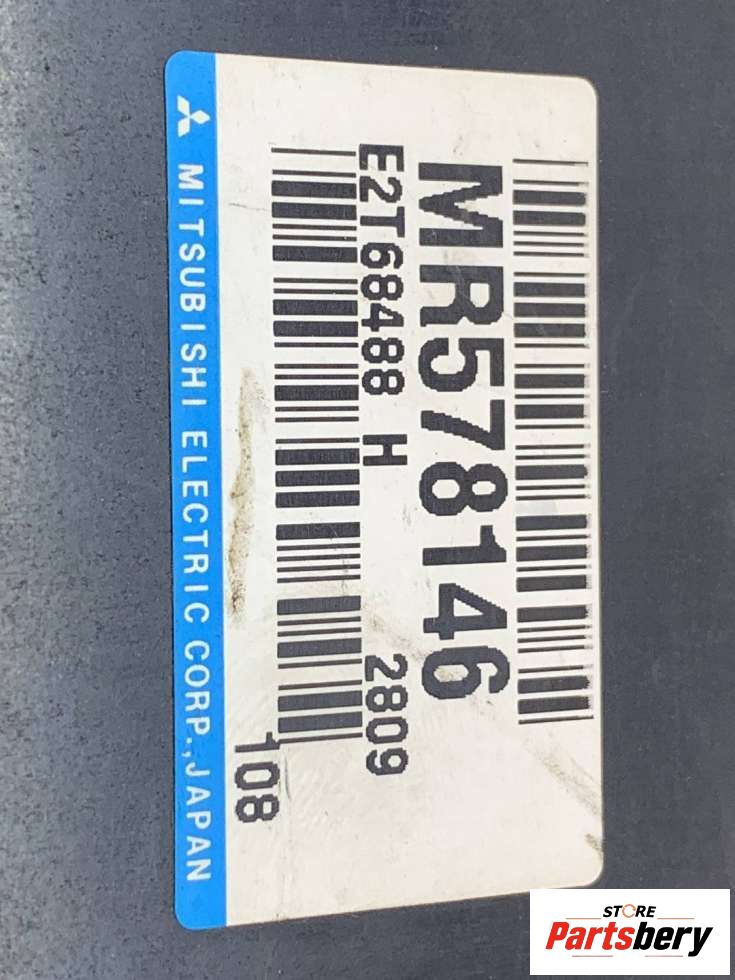 MR578146
E2T68488 H 2809
108
MITSUBISHI ELECTRIC CORP.,JAPAN
STORE
Partsbery